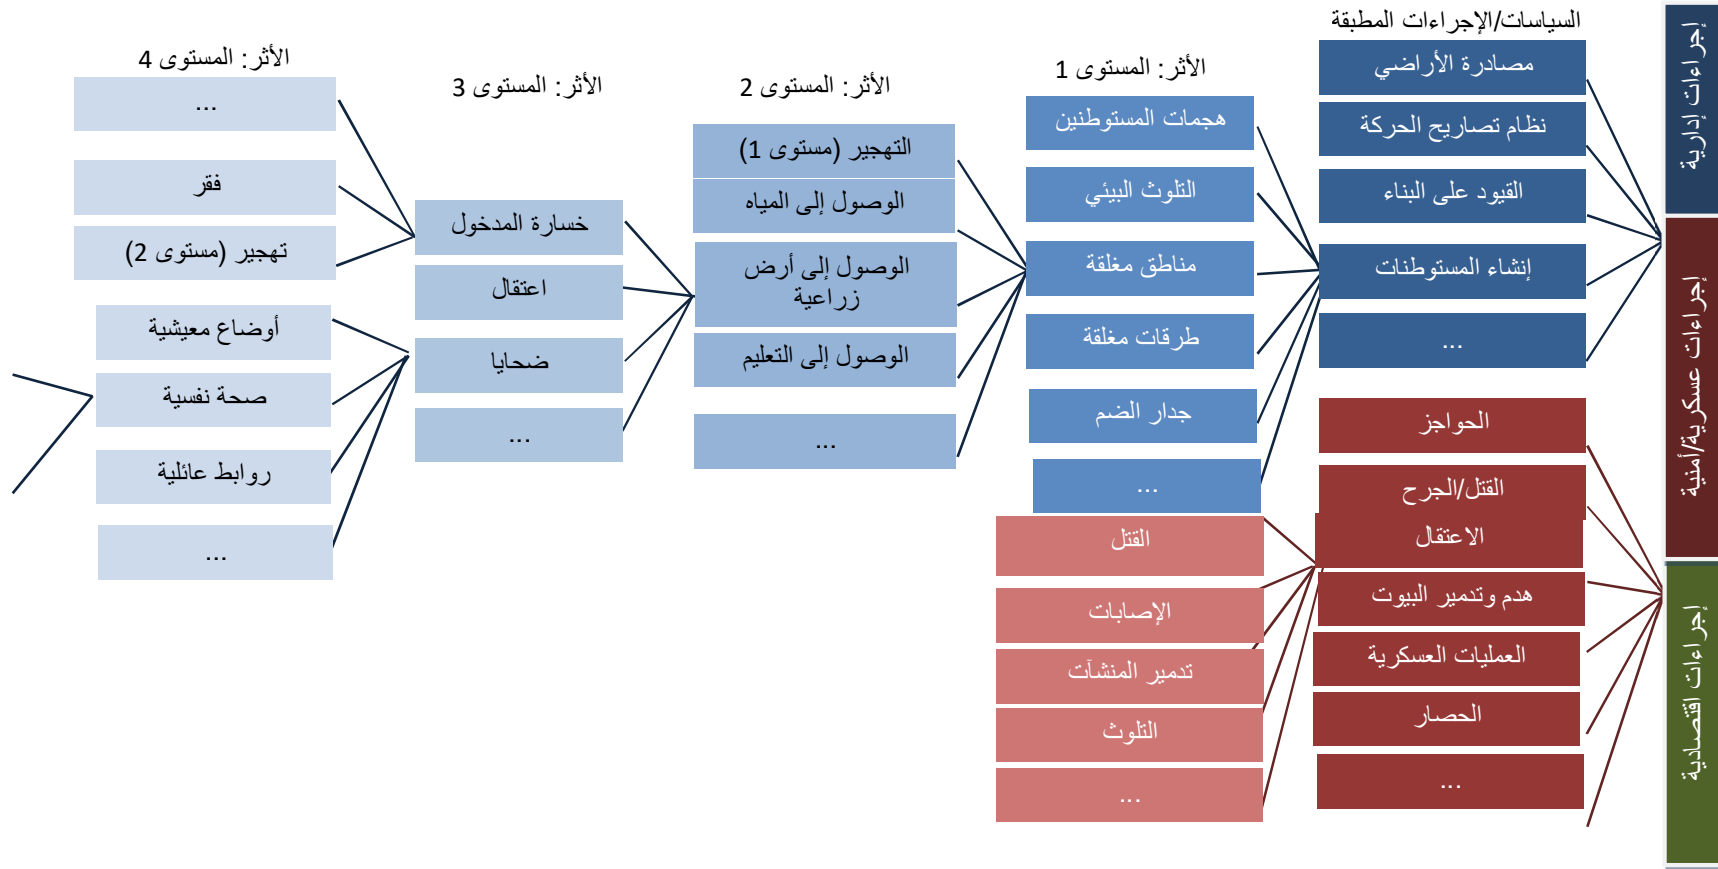 إجراءات إدارية
إجراءات عسكرية/أمنية
إجراءات اقتصادية
السياسات/الإجراءات المطبقة
مصادرة الأراضي
نظام تصاريح الحركة
القيود على البناء
إنشاء المستوطنات
...
الحواجز
القتل/الجرح
الاعتقال
هدم وتدمير البيوت
العمليات العسكرية
الحصار
...
الأثر: المستوى 1
هجمات المستوطنين
التلوث البيئي
مناطق مغلقة
طرقات مغلقة
جدار الضم
...
القتل
الإصابات
تدمير المنشآت
التلوث
...
الأثر: المستوى 2
التهجير (مستوى 1)
الوصول إلى المياه
الوصول إلى أرض
زراعية
الوصول إلى التعليم
...
الأثر: المستوى 3
خسارة المدخول
اعتقال
ضحايا
...
الأثر: المستوى 4
...
فقر
تهجير (مستوى 2)
أوضاع معيشية
صحة نفسية
روابط عائلية
...